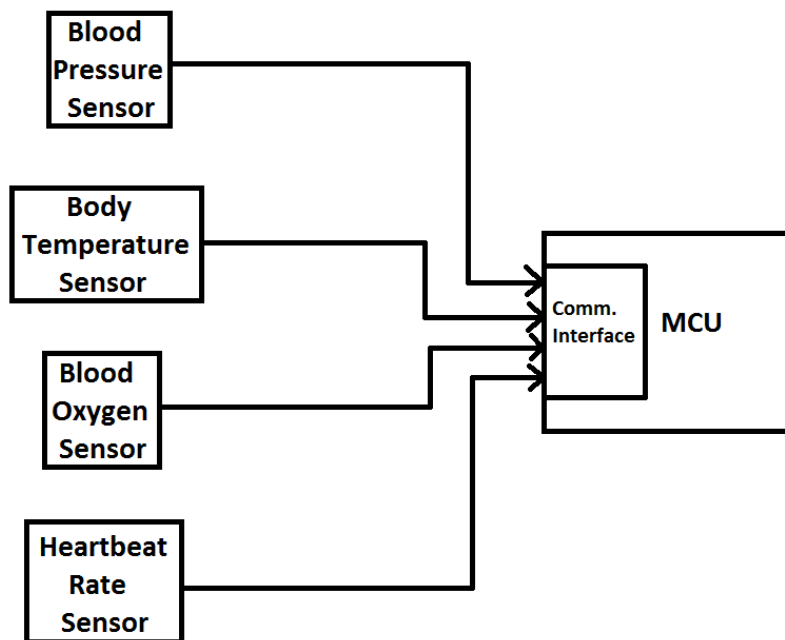 Blood
Pressure
Sensor
Body
Temperature
Sensor
Blood
Oxygen
Sensor
Heartbeat
Rate
Sensor
Comm.
Interface
MCU